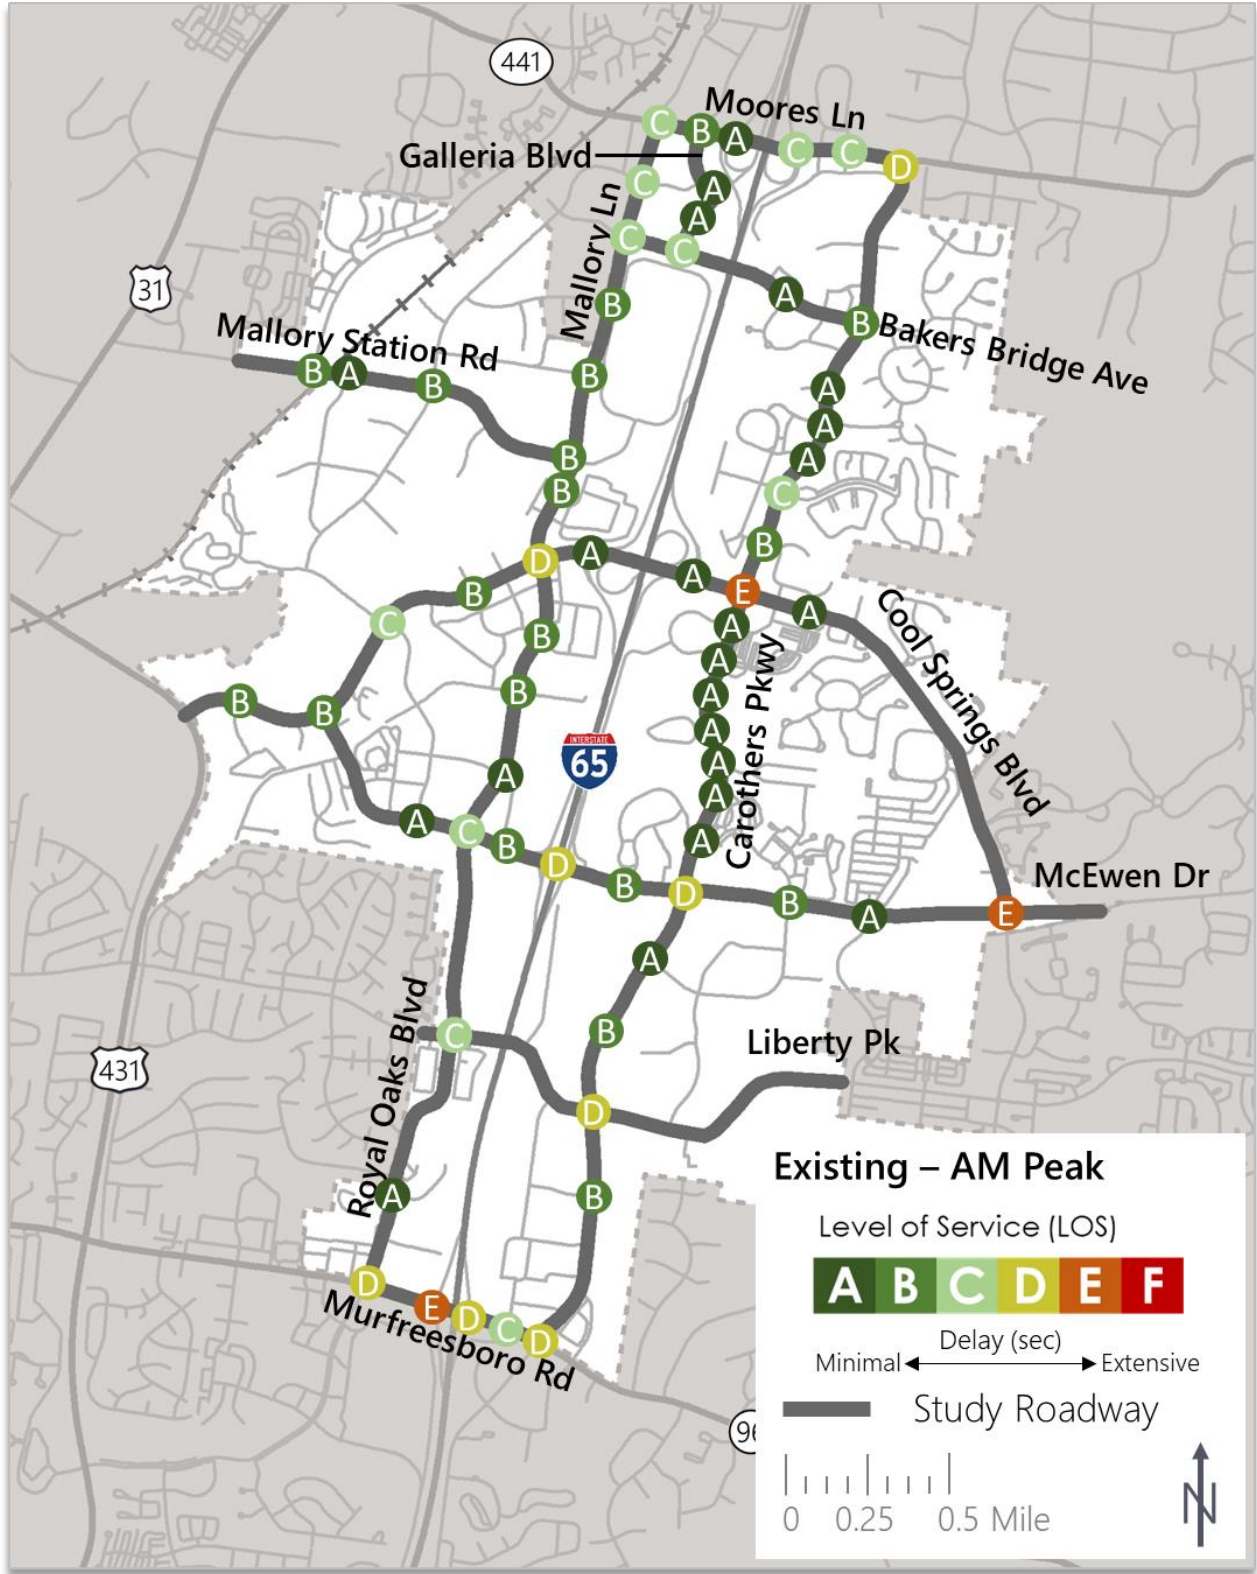 441
Moores Ln
C
B
A
C
C
D
Galleria Blvd
A
C
A
C
C
Mallory Ln
31
B
A
B
Bakers Bridge Ave
Mallory Station Rd
B
A
B
B
A
A
B
A
B
C
B
D
A
A
E
A
B
C
A
B
A
Cool Springs Blvd
B
A
B
B
A
INTERSTATE
65
A
A
A
Carothers Pkwy
A
C
B
A
D
B
D
B
A
E
McEwen Dr
A
B
C
Royal Oaks Blvd
Liberty Pk
431
D
A
B
D
E
D
C
D
Murfreesboro Rd
Existing – AM Peak
Level of Service (LOS)
A B C D E F
Delay (sec)
Minimal Extensive
Study Roadway
96
0 0.25 0.5 Mile
N